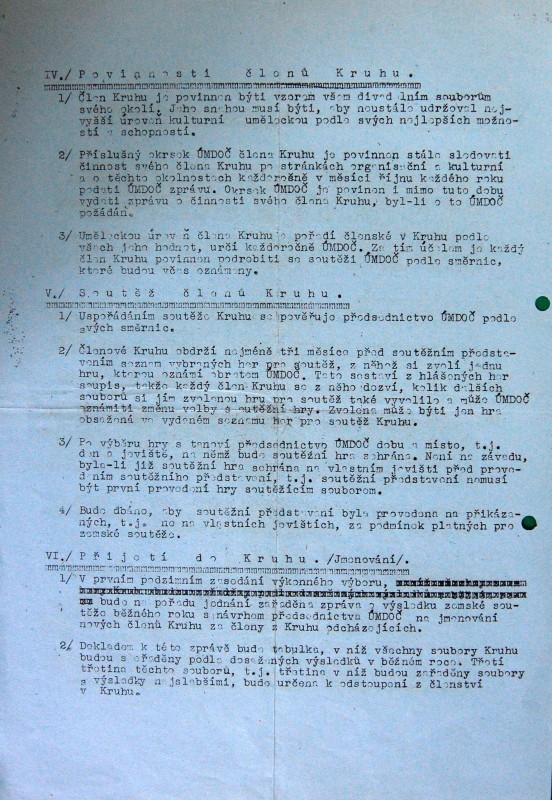 IV./ P o v i n n o s t i   č l e n ů   K r u h u .
1/ Člen Kruhu je povinnen býti vzorem všem divadelním souborům
svého okolí. Jeho snahou musí býti, aby neustále udržoval nej-
vyšší úroveň kulturní a uměleckou podle svých nejlepších možno-
stí a schopností.
2/ Příslušný okrsek ÚMDOČ člena Kruhu je povinnen stále sledovati
činnost svého člena Kruhu po stránkách organisační a kulturní
a o těchto okolnostech každoročně v měsíci říjnu každého roku
podati ÚMDOČ zprávu. Okrsek ÚMDOČ je povinen i mimo tuto dobu
vydati zprávu o činnosti svého člena Kruhu, byl-li o to ÚMDOČ
požádán.
3/ Uměleckou úroveň člena Kruhu a pořadí členské v Kruhu podle
všech jeho hodnot, určí každoročně ÚMDOČ. Za tím účelem je každý
člen Kruhu povinnen podrobiti se soutěži ÚMDOČ podle směrnic,
které budou včas oznámeny.
V./ S o u t ě ž   č l e n ů   K r u h u .
1/ Uspořádáním soutěže Kruhu se pověřuje předsednictvo ÚMDOČ podle
svých směrnic.
2/ Členové Kruhu obdrží nejméně tři měsíce před soutěžním předsta-
vením seznam vybraných her pro soutěž, z něhož si zvolí jednu
hru, kterou oznámí obratem ÚMDOČ. Toto sestaví z hlášených her
soupis, takže každý člen Kruhu se z něho dozví, kolik dalších
souborů si jím zvolenou hru pro soutěž také vyvolilo a může ÚMDOČ
oznámiti změnu volby soutěžní hry. Zvolena může býti jen hra
obsažená ve vydaném seznamu her pro soutěž Kruhu.
3/ Po výběru hry stanoví předsednictvo ÚMDOČ dobu a místo, t.j.
den a jeviště, na němž bude soutěžní hra sehrána. Není na závadu,
byla-li již soutěžní hra sehrána na vlastním jevišti před prove-
dením soutěžního představení, t.j. soutěžní představení nemusí
být první provedení hry soutěžícím souborem.
4/ Bude dbáno, aby soutěžní představení byla provedena na přikáza-
ných, t.j. ne na vlastních jevištích, za podmínek platných pro
zemské soutěže.
VI./ P ř i j e t í   d o   K r u h u . /Jmenování/.
1/ V prvním podzimním zasedání výkonného výboru,
bude na pořadu jednání zařaděna zpráva o výsledku zemské sou-
těže běžného roku s návrhem předsednictva ÚMDOČ na jmenování
nových členů Kruhu za členy z Kruhu odcházejících.
2/ Dokladem k této zprávě bude tabulka, v níž všechny soubory Kruhu
budou seřaděny podle dosažených výsledků v běžném roce. Třetí
třetina těchto souborů, t.j. třetina v níž budou zařaděny soubory
s výsledky nejslabšími, bude určena k odstoupení z členství
v Kruhu.